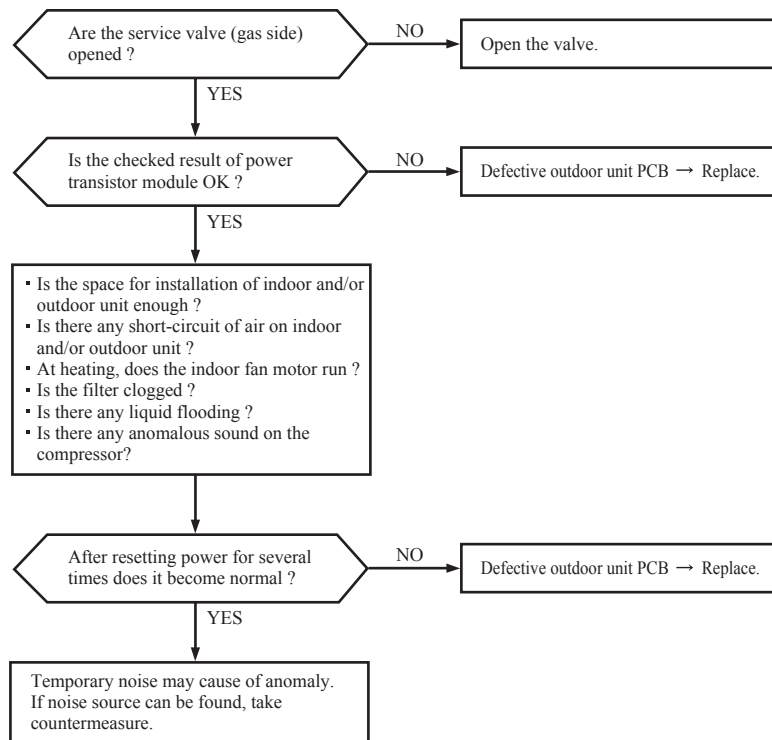 Are the service valve (gas side)
opened ?
NO
Open the valve.
YES
Is the checked result of power
transistor module OK ?
NO
Defective outdoor unit PCB → Replace.
YES
▪ Is the space for installation of indoor and/or
outdoor unit enough ?
▪ Is there any short-circuit of air on indoor
and/or outdoor unit ?
▪ At heating, does the indoor fan motor run ?
▪ Is the filter clogged ?
▪ Is there any liquid flooding ?
▪ Is there any anomalous sound on the
compressor?
After resetting power for several
times does it become normal ?
NO
Defective outdoor unit PCB → Replace.
YES
Temporary noise may cause of anomaly.
If noise source can be found, take
countermeasure.